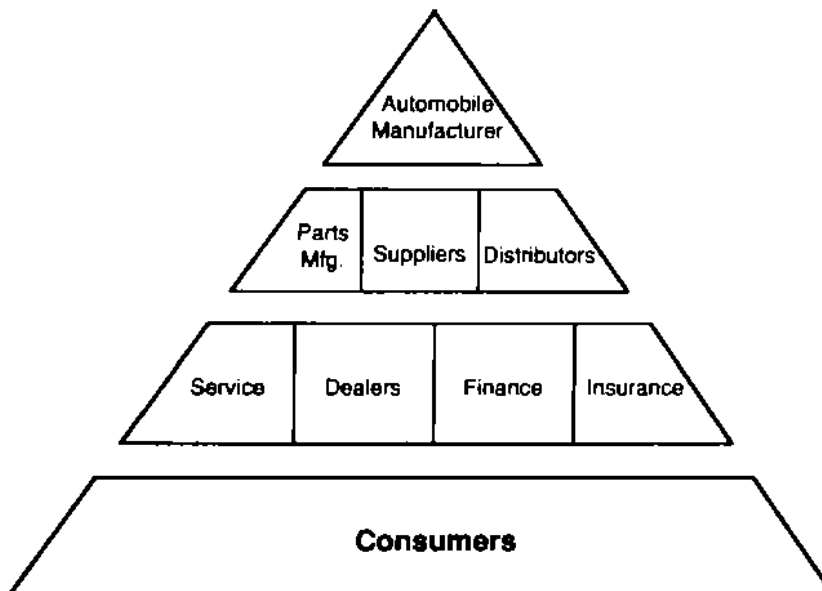 Automobile
Manufacturer
Parts
Mfg.
Suppliers
Distributors
Service
Dealers
Finance
Insurance
Consumers